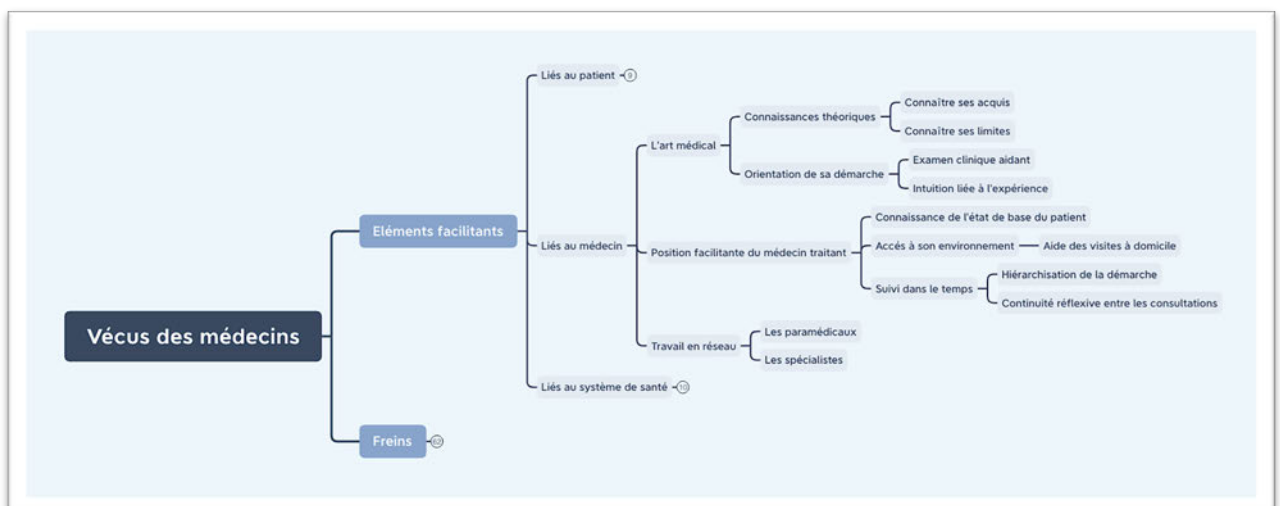 Vécus des médecins
Eléments facilitants
Liés au patient
9
Liés au médecin
L'art médical
Connaissances théoriques
Connaître ses acquis
Connaître ses limites
Orientation de sa démarche
Examen clinique aidant
Intuition liée à l'expérience
Position facilitante du médecin traitant
Connaissance de l'état de base du patient
Accés à son environnement
Aide des visites à domicile
Suivi dans le temps
Hiérarchisation de la démarche
Continuité réflexive entre les consultations
Travail en réseau
Les paramédicaux
Les spécialistes
Liés au système de santé
10
Freins